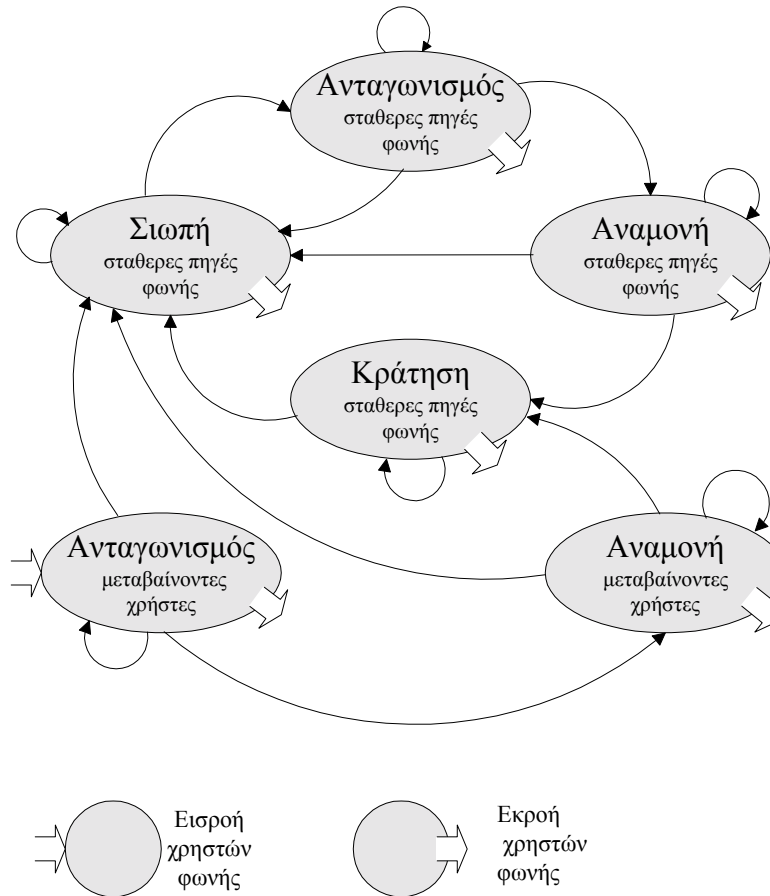 Ανταγωνισμός
σταθερες πηγές
φωνής
Σιωπή
σταθερες πηγές
φωνής
Αναμονή
σταθερες πηγές
φωνής
Κράτηση
σταθερες πηγές
φωνής
Ανταγωνισμός
μεταβαίνοντες
χρήστες
Αναμονή
μεταβαίνοντες
χρήστες
Εισροή
χρηστών
φωνής
Εκροή
χρηστών
φωνής